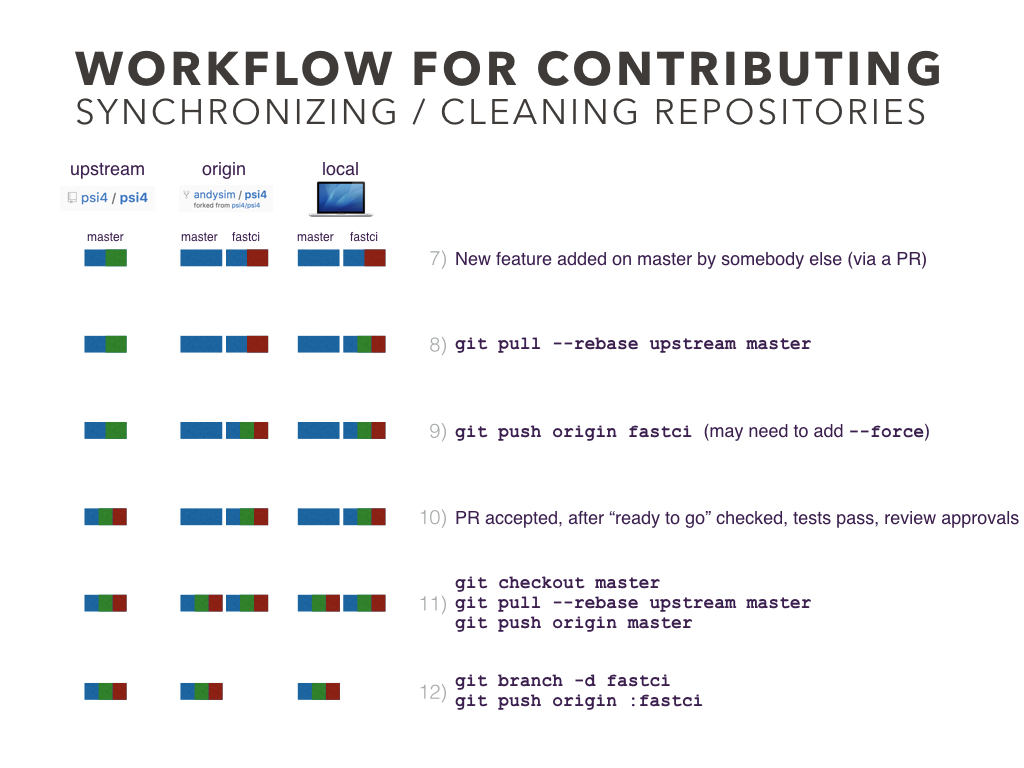 WORKFLOW FOR CONTRIBUTING
SYNCHRONIZING / CLEANING REPOSITORIES
upstream origin local
psi4 / psi4
andysim / psi4
forked from psi4/psi4
master master fastci master fastci
7) New feature added on master by somebody else (via a PR)
8) git pull --rebase upstream master
9) git push origin fastci (may need to add --force)
10) PR accepted, after “ready to go” checked, tests pass, review approvals
git checkout master
11) git pull --rebase upstream master
git push origin master
12) git branch -d fastci
git push origin :fastci